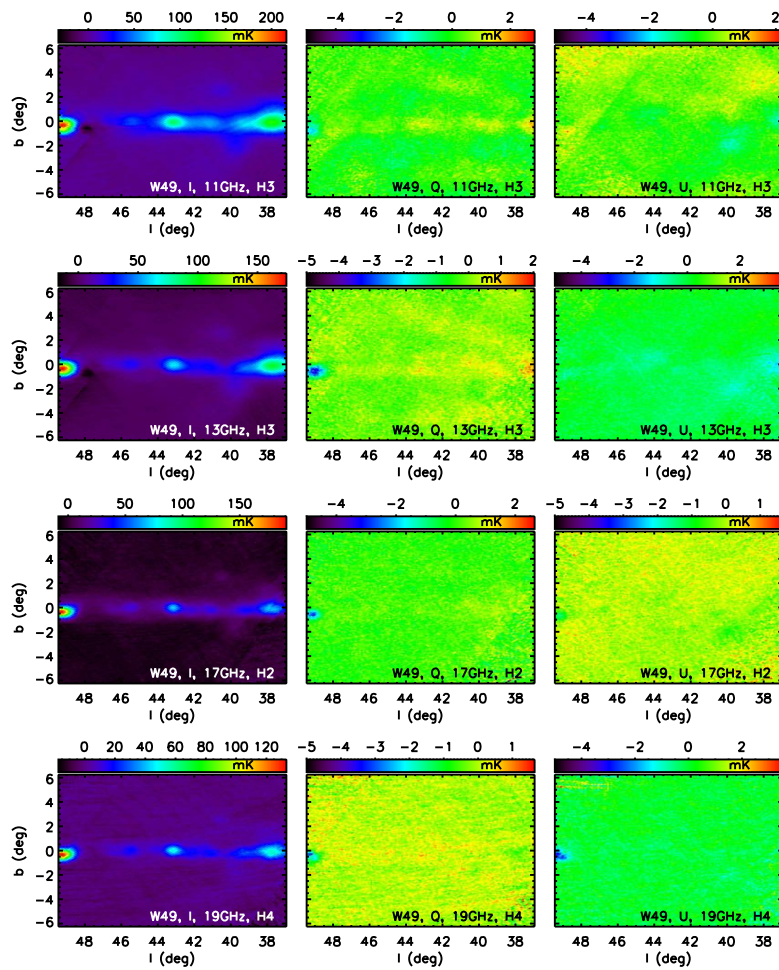 0 50 100 150 200
mK
-4 -2 0 2
mK
-4 -2 0 2
mK
b (deg)
6
4
2
0
-2
-4
-6
W49, I, 11GHz, H3
W49, Q, 11GHz, H3
W49, U, 11GHz, H3
48 46 44 42 40 38
48 46 44 42 40 38
48 46 44 42 40 38
l (deg)
l (deg)
l (deg)
0 50 100 150
mK
-5 -4 -3 -2 -1 0 1 2
mK
-4 -2 0 2
mK
b (deg)
6
4
2
0
-2
-4
-6
W49, I, 13GHz, H3
W49, Q, 13GHz, H3
W49, U, 13GHz, H3
48 46 44 42 40 38
48 46 44 42 40 38
48 46 44 42 40 38
l (deg)
l (deg)
l (deg)
0 50 100 150
mK
-4 -2 0 2
mK
-5 -4 -3 -2 -1 0 1
mK
b (deg)
6
4
2
0
-2
-4
-6
W49, I, 17GHz, H2
W49, Q, 17GHz, H2
W49, U, 17GHz, H2
48 46 44 42 40 38
48 46 44 42 40 38
48 46 44 42 40 38
l (deg)
l (deg)
l (deg)
0 20 40 60 80 100 120
mK
-5 -4 -3 -2 -1 0 1
mK
-4 -2 0 2
mK
b (deg)
6
4
2
0
-2
-4
-6
W49, I, 19GHz, H4
W49, Q, 19GHz, H4
W49, U, 19GHz, H4
48 46 44 42 40 38
48 46 44 42 40 38
48 46 44 42 40 38
l (deg)
l (deg)
l (deg)